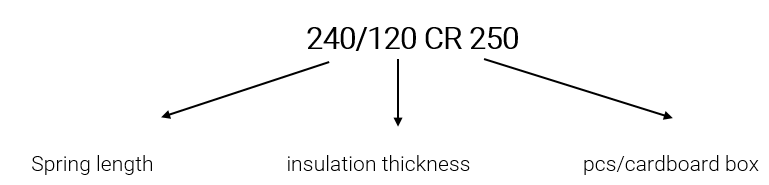 240/120 CR 250
Spring length insulation thickness pcs/cardboard box